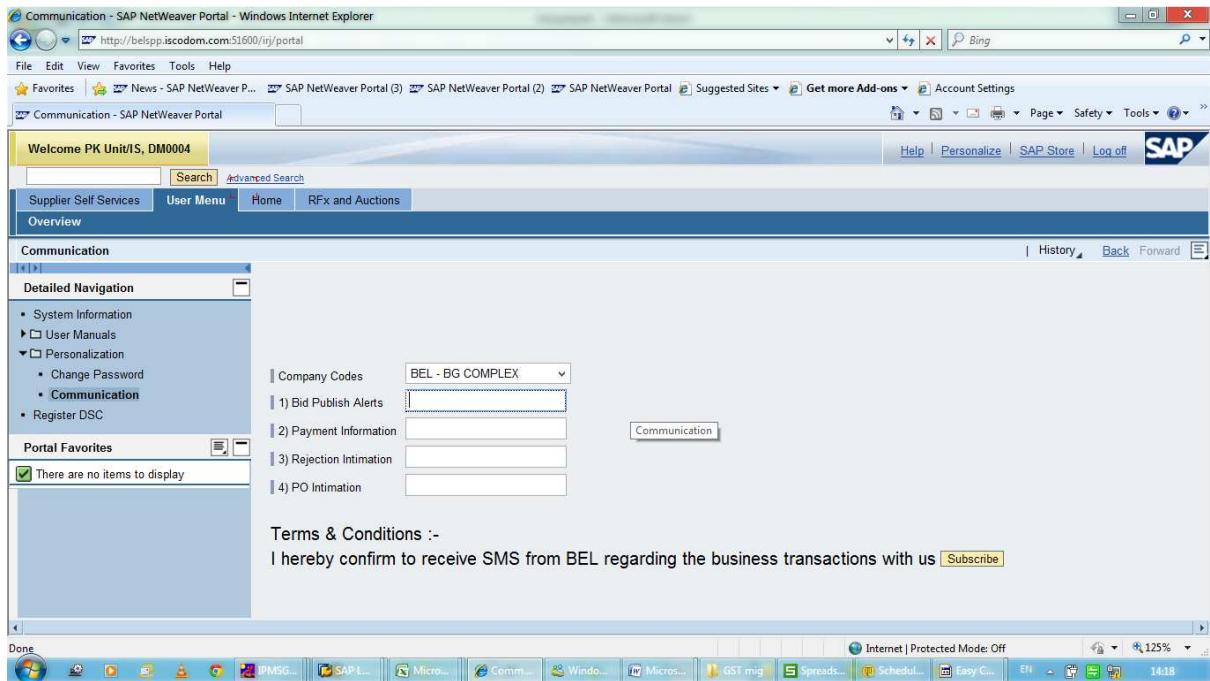 Communication - SAP NetWeaver Portal - Windows Internet Explorer
http://belspp.iscodom.com:51600/irj/portal
Bing
File Edit View Favorites Tools Help
Favorites News - SAP NetWeaver P... SAP NetWeaver Portal (3) SAP NetWeaver Portal (2) SAP NetWeaver Portal Suggested Sites Get more Add-ons Account Settings
Communication - SAP NetWeaver Portal Page Safety Tools
Welcome PK Unit/IS, DM0004 Help Personalize SAP Store Log off SAP
Search Advanced Search
Supplier Self Services User Menu Home RFx and Auctions
Overview
Communication History Back Forward
Detailed Navigation
System Information
User Manuals
Personalization
Change Password
Communication
Register DSC
Portal Favorites
There are no items to display
Company Codes BEL - BG COMPLEX
1) Bid Publish Alerts
2) Payment Information Communication
3) Rejection Intimation
4) PO Intimation
Terms & Conditions :-
I hereby confirm to receive SMS from BEL regarding the business transactions with us Subscribe
Done Internet | Protected Mode: Off 125%
IPMSG... SAP L... Micro... Comm... Windo... Micros... GST mig Spreads... Schedul... Easy C... EN 14:18